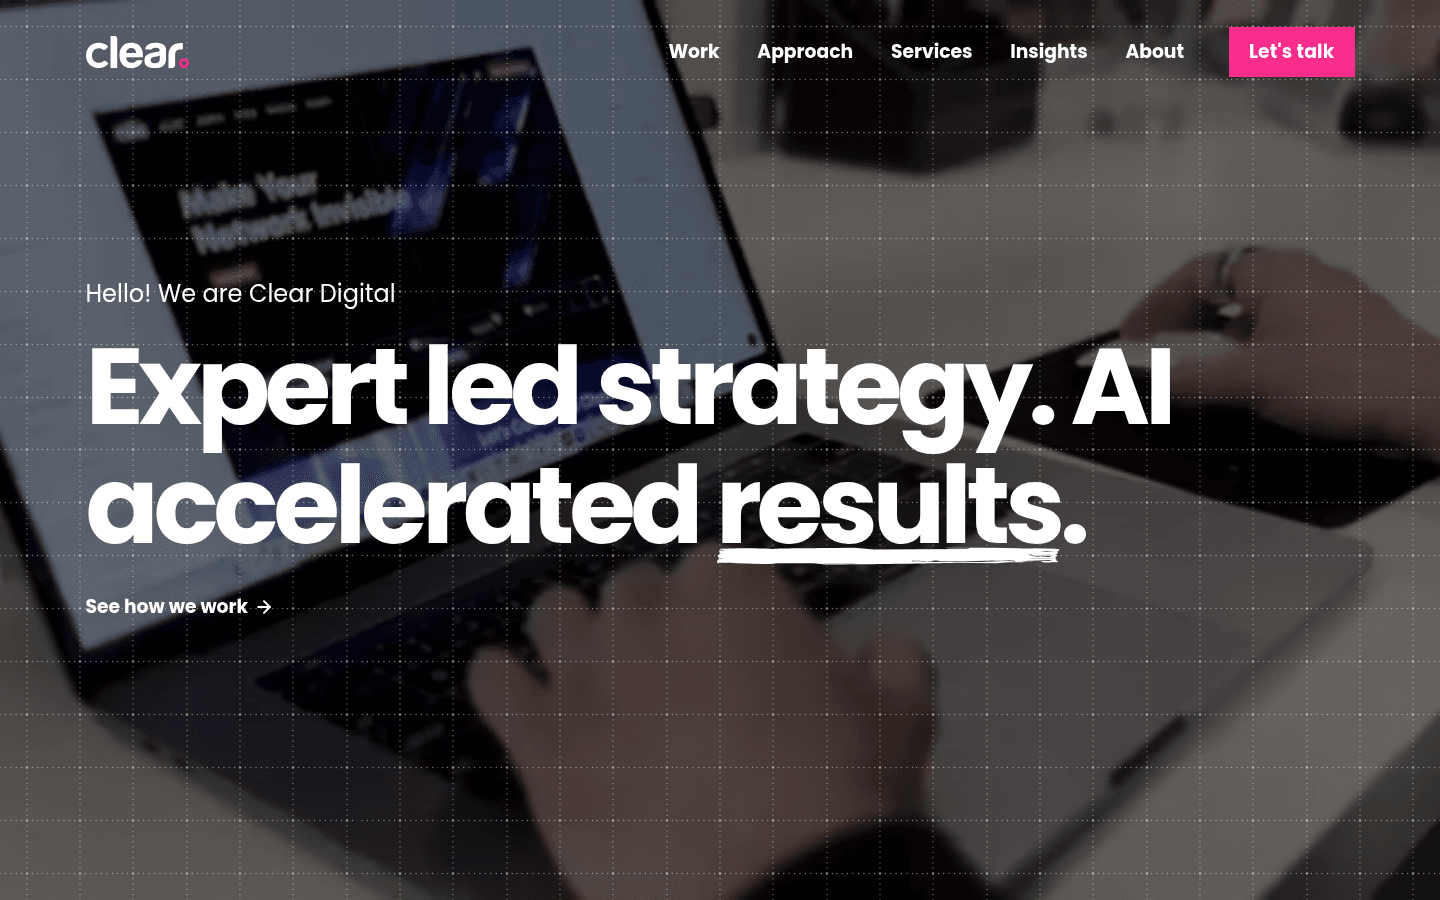 clear.
Work Approach Services Insights About Let's talk
Make Your
Network Invisible
Hello! We are Clear Digital
Expert led strategy. AI
accelerated results.
See how we work →